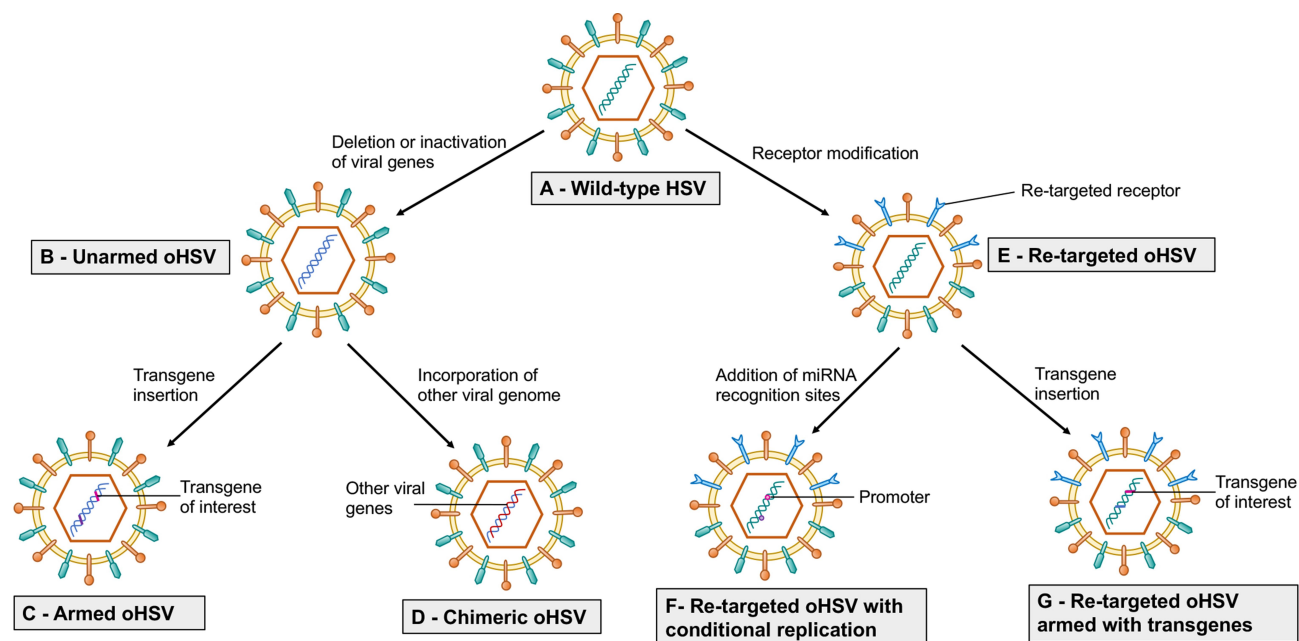 Deletion or inactivation
of viral genes
Receptor modification
A - Wild-type HSV
Re-targeted receptor
B - Unarmed oHSV
E - Re-targeted oHSV
Transgene
insertion
Incorporation of
other viral genome
Addition of miRNA
recognition sites
Transgene
insertion
Transgene
of interest
Other viral
genes
Promoter
Transgene
of interest
C - Armed oHSV
D - Chimeric oHSV
F- Re-targeted oHSV with
conditional replication
G - Re-targeted oHSV
armed with transgenes